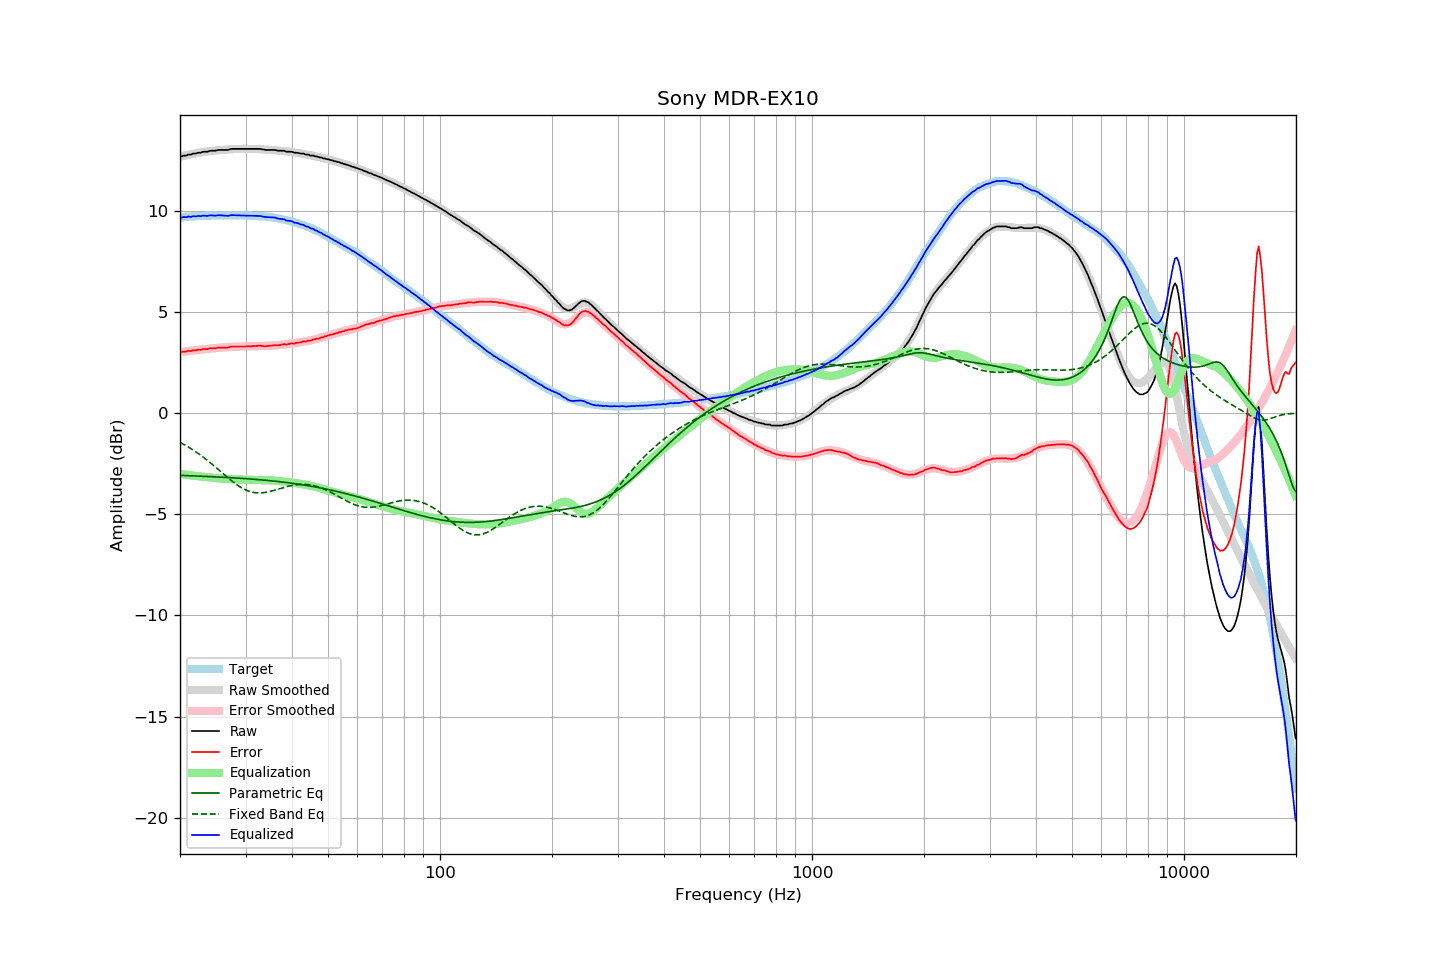 Sony MDR-EX10
Amplitude (dBr)
10
5
0
−5
−10
−15
−20
Target
Raw Smoothed
Error Smoothed
Raw
Error
Equalization
Parametric Eq
Fixed Band Eq
Equalized
100
1000
10000
Frequency (Hz)